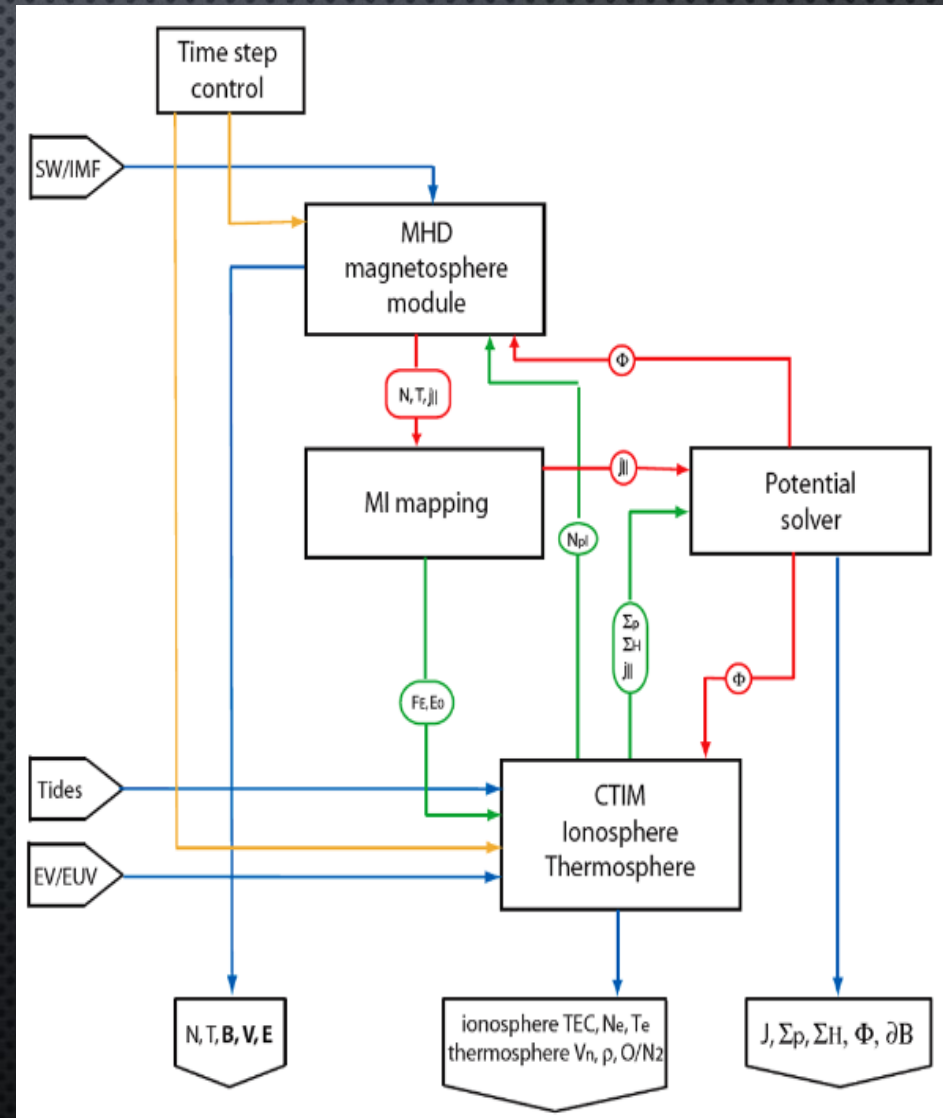 Time step
control
SW/IMF
MHD
magnetosphere
module
Φ
N, T, j||
MI mapping
j||
Potential
solver
Npl
Σp
ΣH
j||
FE, E0
Φ
Tides
CTIM
Ionosphere
Thermosphere
EV/EUV
N, T, B, V, E
ionosphere TEC, Ne, Te
thermosphere Vn, ρ, O/N2
J, Σp, ΣH, Φ, ∂B